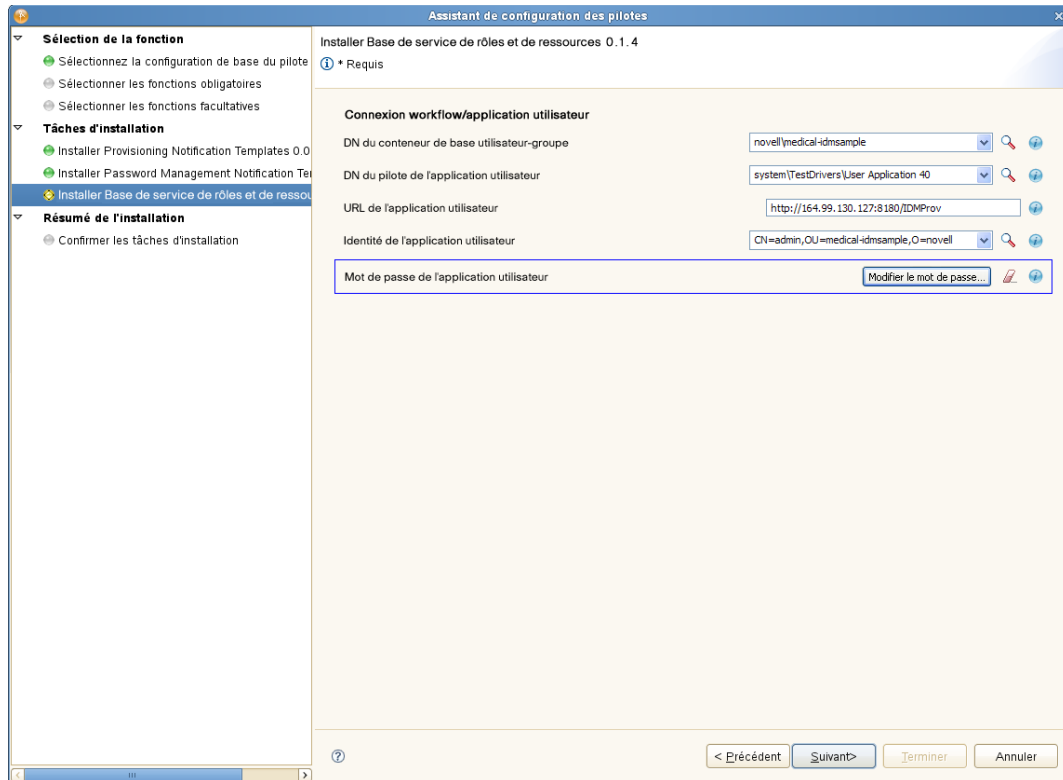 Assistant de configuration des pilotes
Sélection de la fonction
Sélectionnez la configuration de base du pilote
Sélectionner les fonctions obligatoires
Sélectionner les fonctions facultatives
Tâches d'installation
Installer Provisioning Notification Templates 0.0
Installer Password Management Notification Te
Installer Base de service de rôles et de ressou
Résumé de l'installation
Confirmer les tâches d'installation
Installer Base de service de rôles et de ressources 0.1.4
* Requis
Connexion workflow/application utilisateur
DN du conteneur de base utilisateur-groupe novell\medical-idmsample
DN du pilote de l'application utilisateur system\TestDrivers\User Application 40
URL de l'application utilisateur http://164.99.130.127:8180/IDMProv
Identité de l'application utilisateur CN=admin,OU=medical-idmsample,O=novell
Mot de passe de l'application utilisateur Modifier le mot de passe...
< Précédent Suivant> Terminer Annuler